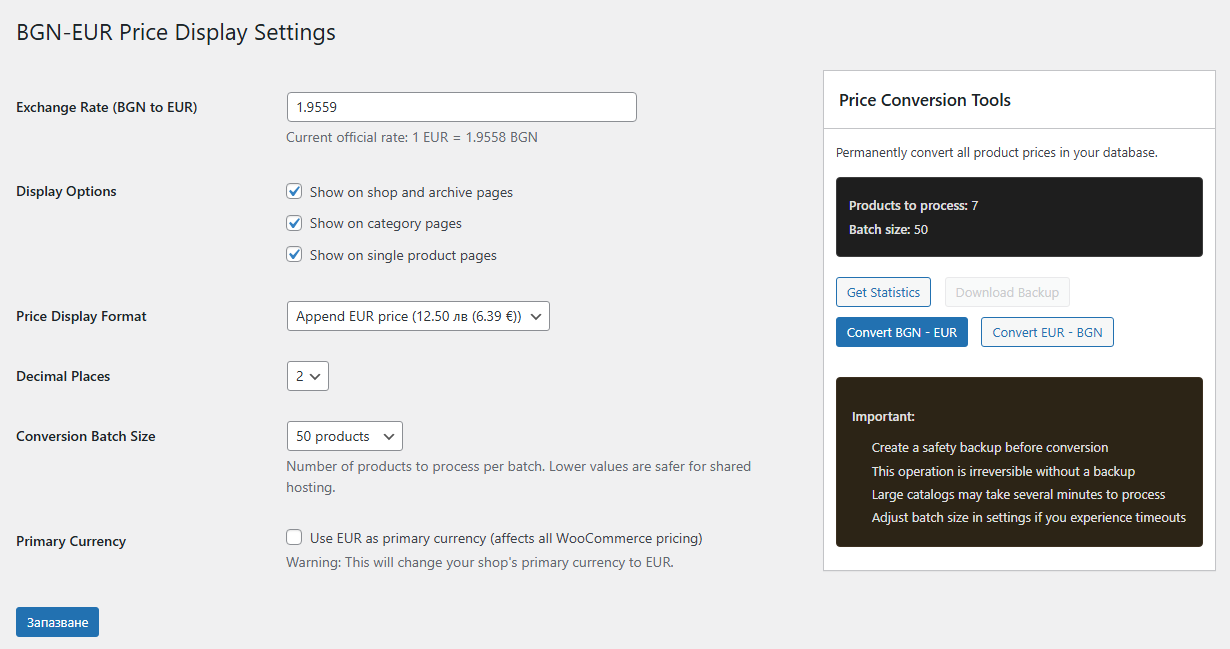 BGN-EUR Price Display Settings
Exchange Rate (BGN to EUR)
1.9559
Current official rate: 1 EUR = 1.9558 BGN
Display Options
Show on shop and archive pages
Show on category pages
Show on single product pages
Price Display Format
Append EUR price (12.50 лв (6.39 €))
Decimal Places
2
Conversion Batch Size
50 products
Number of products to process per batch. Lower values are safer for shared
hosting.
Primary Currency
Use EUR as primary currency (affects all WooCommerce pricing)
Warning: This will change your shop's primary currency to EUR.
Запазване
Price Conversion Tools
Permanently convert all product prices in your database.
Products to process: 7
Batch size: 50
Get Statistics
Download Backup
Convert BGN - EUR
Convert EUR - BGN
Important:
Create a safety backup before conversion
This operation is irreversible without a backup
Large catalogs may take several minutes to process
Adjust batch size in settings if you experience timeouts